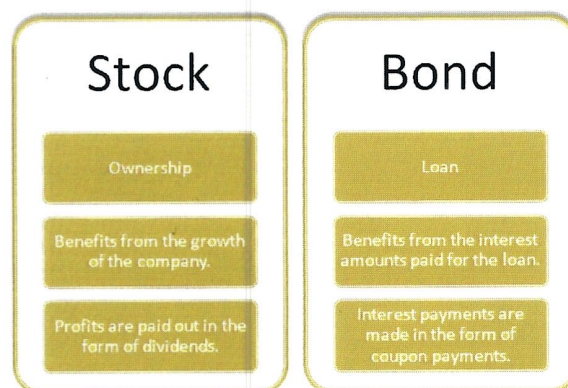 Stock
Ownership
Benefits from the growth
of the company.
Profits are paid out in the
form of dividends.
Bond
Loan
Benefits from the interest
amounts paid for the loan.
Interest payments are
made in the form of
coupon payments.